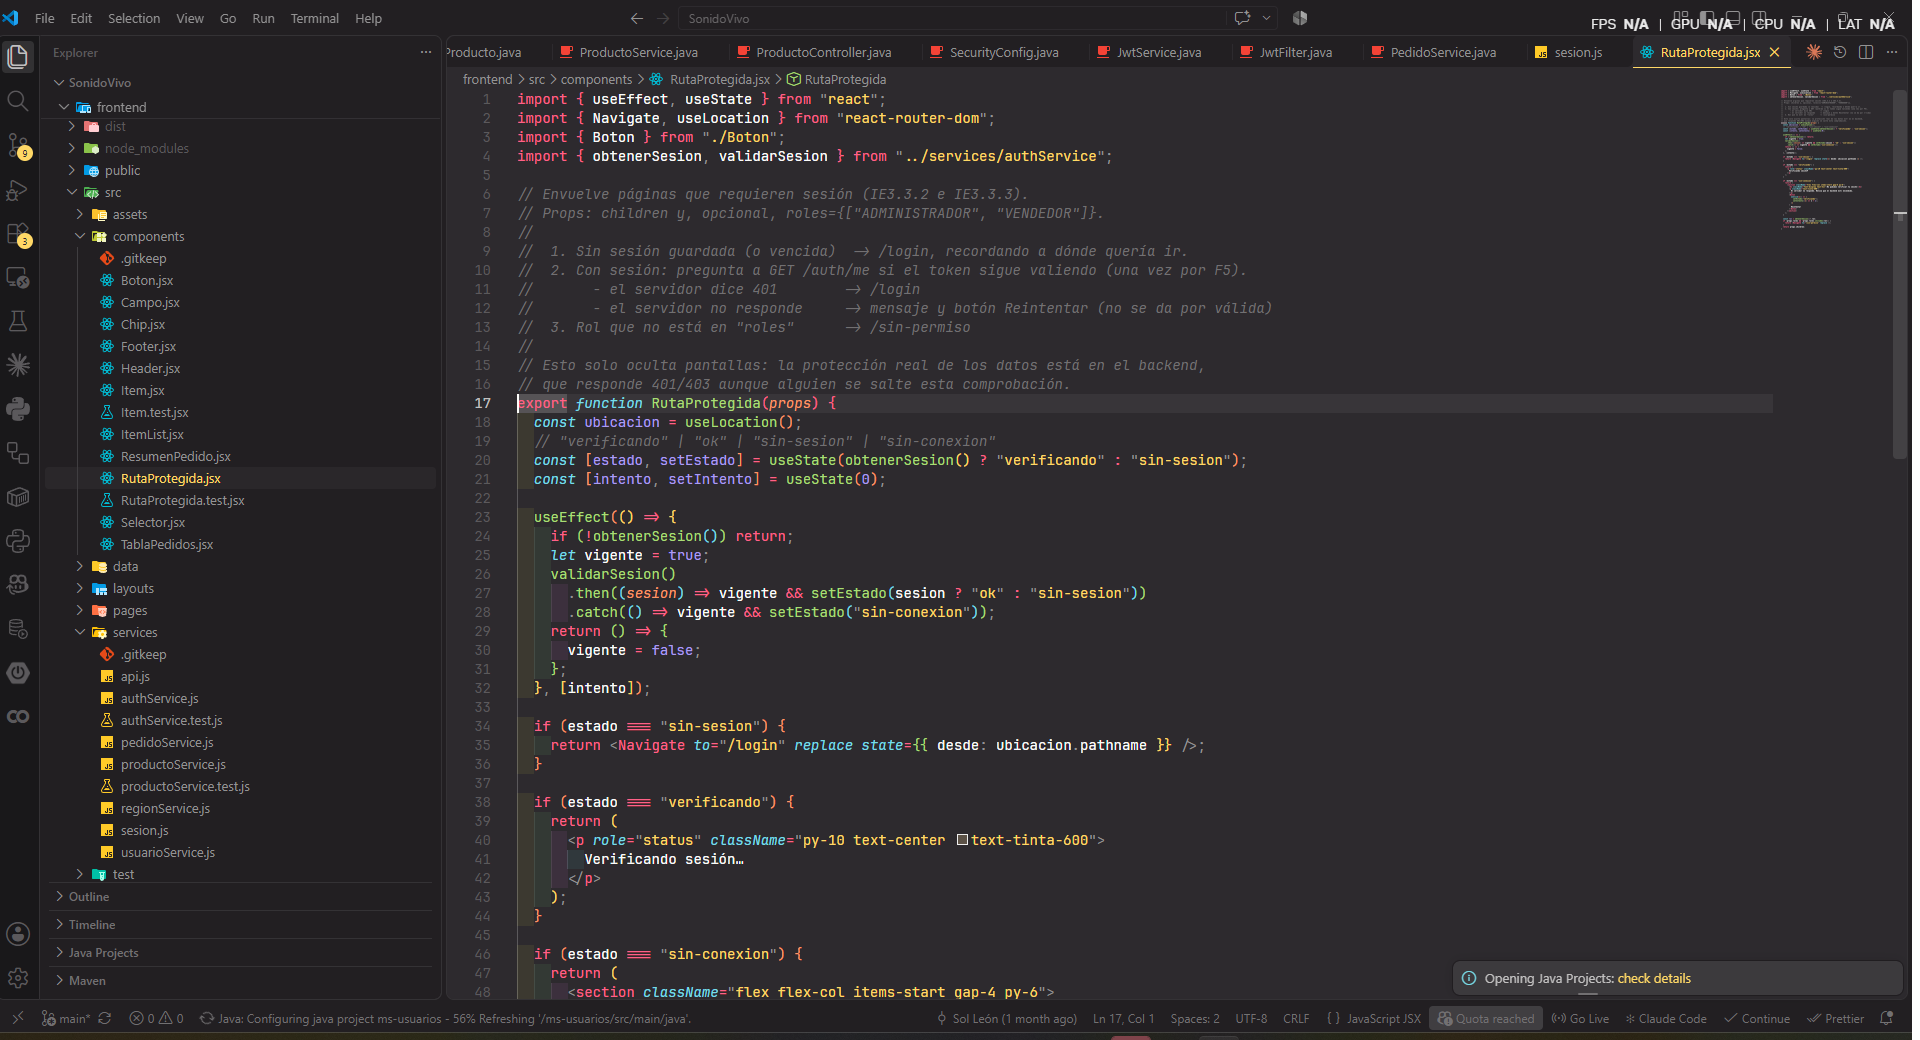 File Edit Selection View Go Run Terminal Help
SonidoVivo
FPS N/A | GPU N/A | CPU N/A | LAT N/A
Explorer
SonidoVivo
frontend
dist
node_modules
public
src
assets
components
.gitkeep
Boton.jsx
Campo.jsx
Chip.jsx
Footer.jsx
Header.jsx
Item.jsx
Item.test.jsx
ItemList.jsx
ResumenPedido.jsx
RutaProtegida.jsx
RutaProtegida.test.jsx
Selector.jsx
TablaPedidos.jsx
data
layouts
pages
services
.gitkeep
api.js
authService.js
authService.test.js
pedidoService.js
productoService.js
productoService.test.js
regionService.js
sesion.js
usuarioService.js
test
Outline
Timeline
Java Projects
Maven
9
3
Producto.java ProductoService.java ProductoController.java SecurityConfig.java JwtService.java JwtFilter.java PedidoService.java sesion.js RutaProtegida.jsx
frontend > src > components > RutaProtegida.jsx > RutaProtegida
1 import { useEffect, useState } from "react";
2 import { Navigate, useLocation } from "react-router-dom";
3 import { Boton } from "./Boton";
4 import { obtenerSesion, validarSesion } from "../services/authService";
5
6 // Envuelve páginas que requieren sesión (IE3.3.2 e IE3.3.3).
7 // Props: children y, opcional, roles={["ADMINISTRADOR", "VENDEDOR"]}.
8 //
9 //  1. Sin sesión guardada (o vencida)  -> /login, recordando a dónde quería ir.
10 //  2. Con sesión: pregunta a GET /auth/me si el token sigue valiendo (una vez por F5).
11 //       - el servidor dice 401        -> /login
12 //       - el servidor no responde     -> mensaje y botón Reintentar (no se da por válida)
13 //  3. Rol que no está en "roles"      -> /sin-permiso
14 //
15 // Esto solo oculta pantallas: la protección real de los datos está en el backend,
16 // que responde 401/403 aunque alguien se salte esta comprobación.
17 export function RutaProtegida(props) {
18   const ubicacion = useLocation();
19   // "verificando" | "ok" | "sin-sesion" | "sin-conexion"
20   const [estado, setEstado] = useState(obtenerSesion() ? "verificando" : "sin-sesion");
21   const [intento, setIntento] = useState(0);
22
23   useEffect(() => {
24     if (!obtenerSesion()) return;
25     let vigente = true;
26     validarSesion()
27       .then((sesion) => vigente && setEstado(sesion ? "ok" : "sin-sesion"))
28       .catch(() => vigente && setEstado("sin-conexion"));
29     return () => {
30       vigente = false;
31     };
32   }, [intento]);
33
34   if (estado === "sin-sesion") {
35     return <Navigate to="/login" replace state={{ desde: ubicacion.pathname }} />;
36   }
37
38   if (estado === "verificando") {
39     return (
40       <p role="status" className="py-10 text-center text-tinta-600">
41         Verificando sesión…
42       </p>
43     );
44   }
45
46   if (estado === "sin-conexion") {
47     return (
48       <section className="flex flex-col items-start gap-4 py-6">
Opening Java Projects: check details
main* 0 0 Java: Configuring java project ms-usuarios - 56% Refreshing '/ms-usuarios/src/main/java'. Sol León (1 month ago) Ln 17, Col 1 Spaces: 2 UTF-8 CRLF { } JavaScript JSX Quota reached Go Live Claude Code Continue Prettier